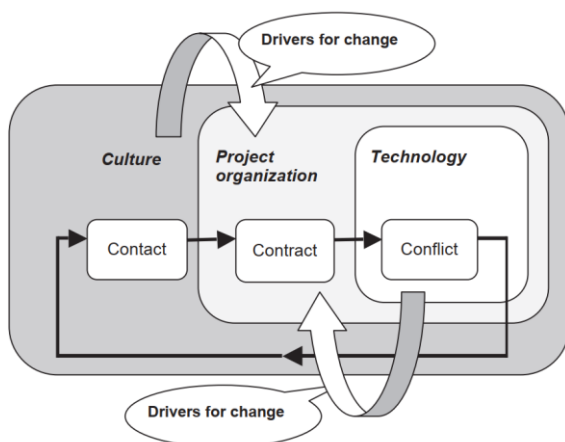 Drivers for change
Culture
Project
organization
Technology
Contact
Contract
Conflict
Drivers for change